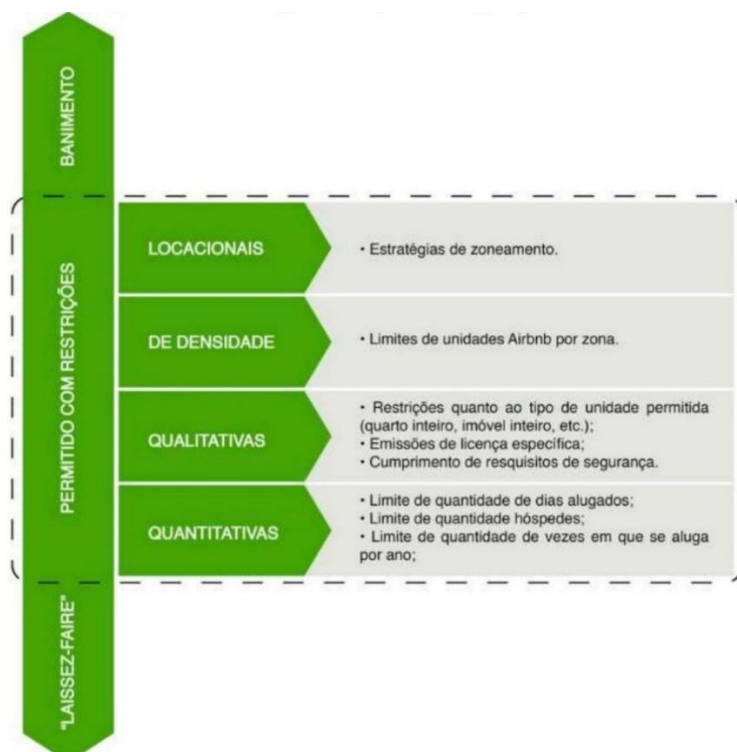 BANIMENTO
PERMITIDO COM RESTRIÇÕES
LOCACIONAIS
• Estratégias de zoneamento.
DE DENSIDADE
• Limites de unidades Airbnb por zona.
QUALITATIVAS
• Restrições quanto ao tipo de unidade permitida
(quarto inteiro, imóvel inteiro, etc.);
• Emissões de licença específica;
• Cumprimento de resquisitos de segurança.
QUANTITATIVAS
• Limite de quantidade de dias alugados;
• Limite de quantidade hóspedes;
• Limite de quantidade de vezes em que se aluga
por ano;
"LAISSEZ-FAIRE"